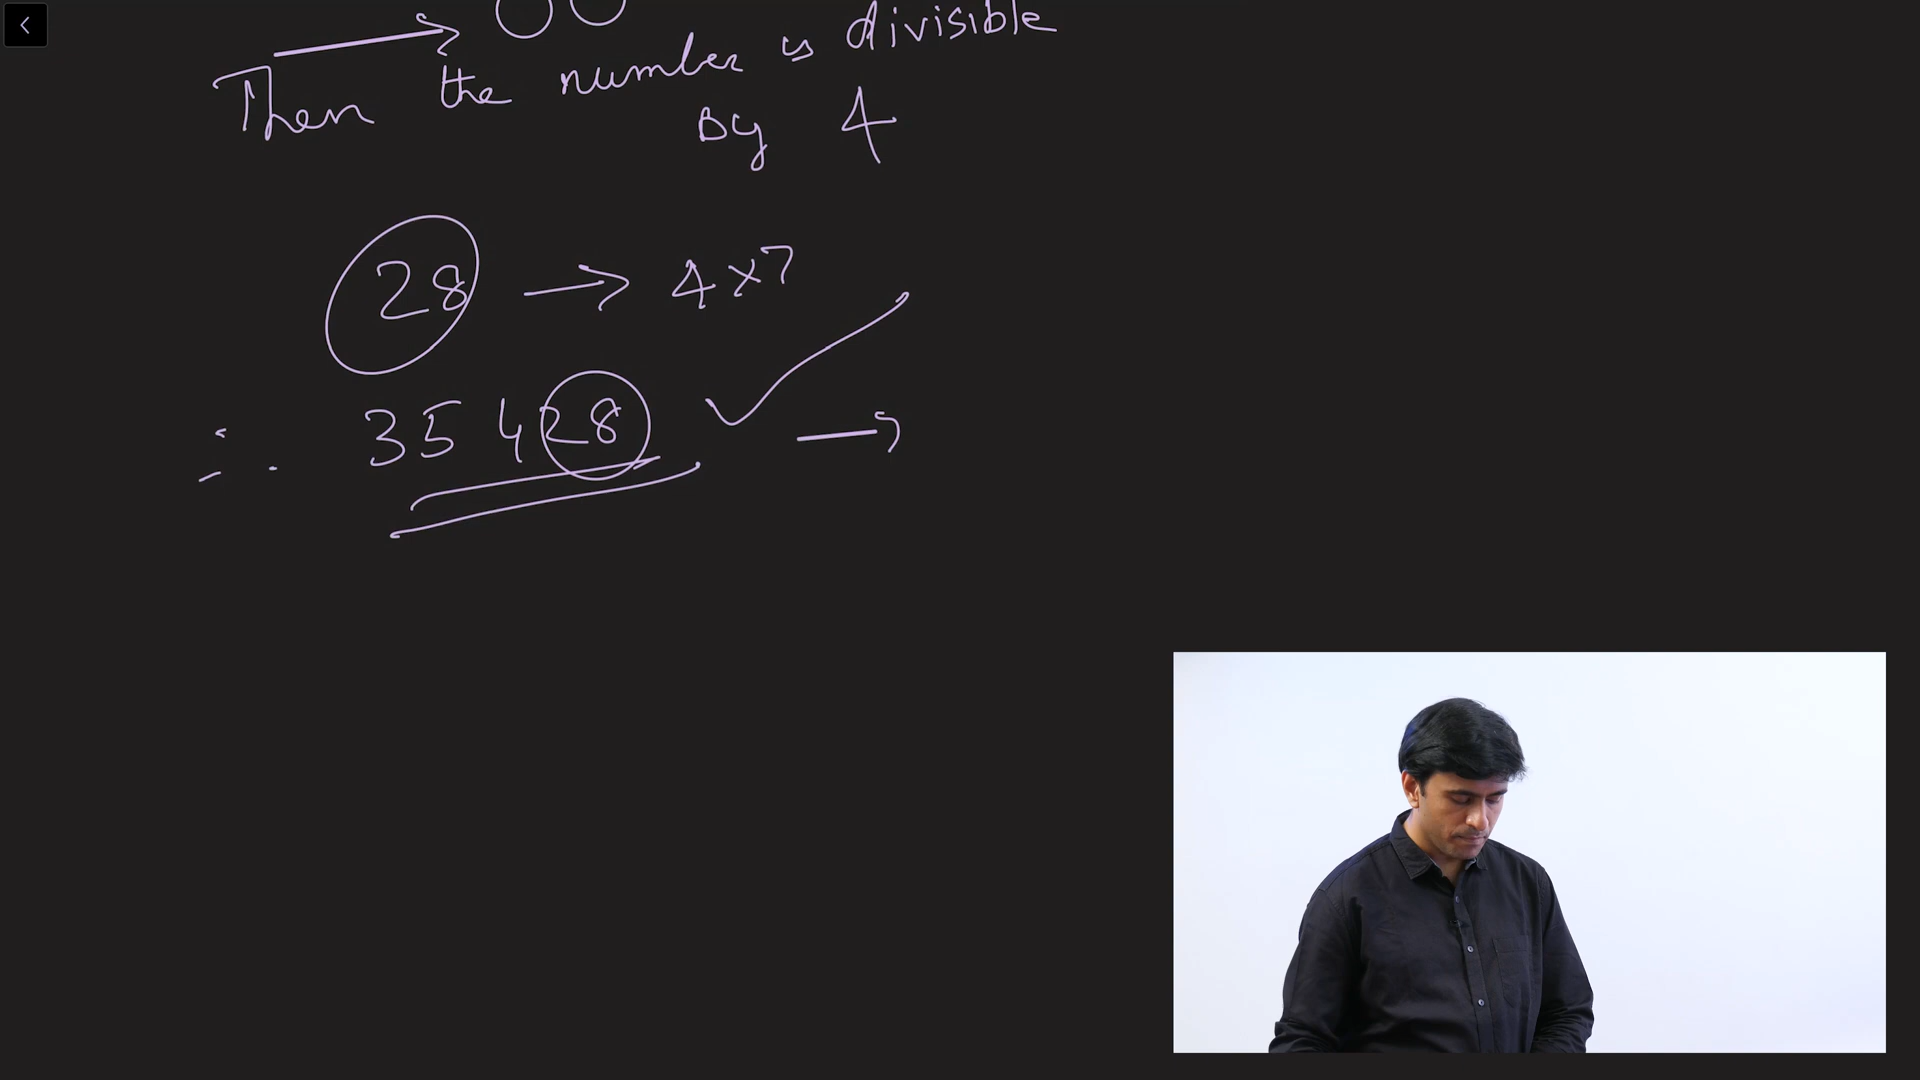 Then the number is divisible
By 4
28 → 4×7
∴ 35428 ✓ →